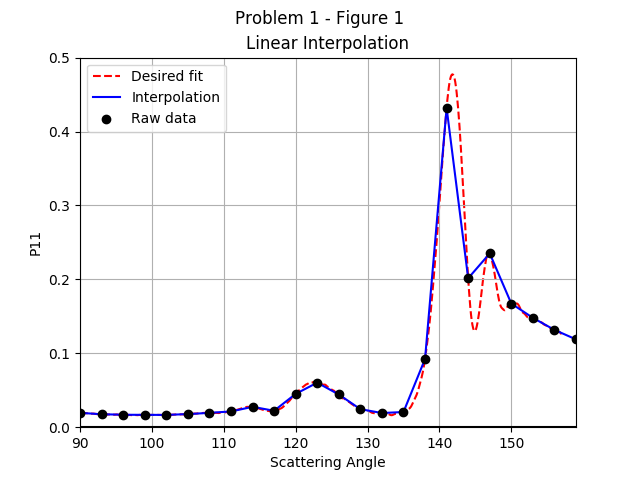 Problem 1 - Figure 1
Linear Interpolation
Desired fit
Interpolation
Raw data
P11
0.5
0.4
0.3
0.2
0.1
0.0
90 100 110 120 130 140 150
Scattering Angle